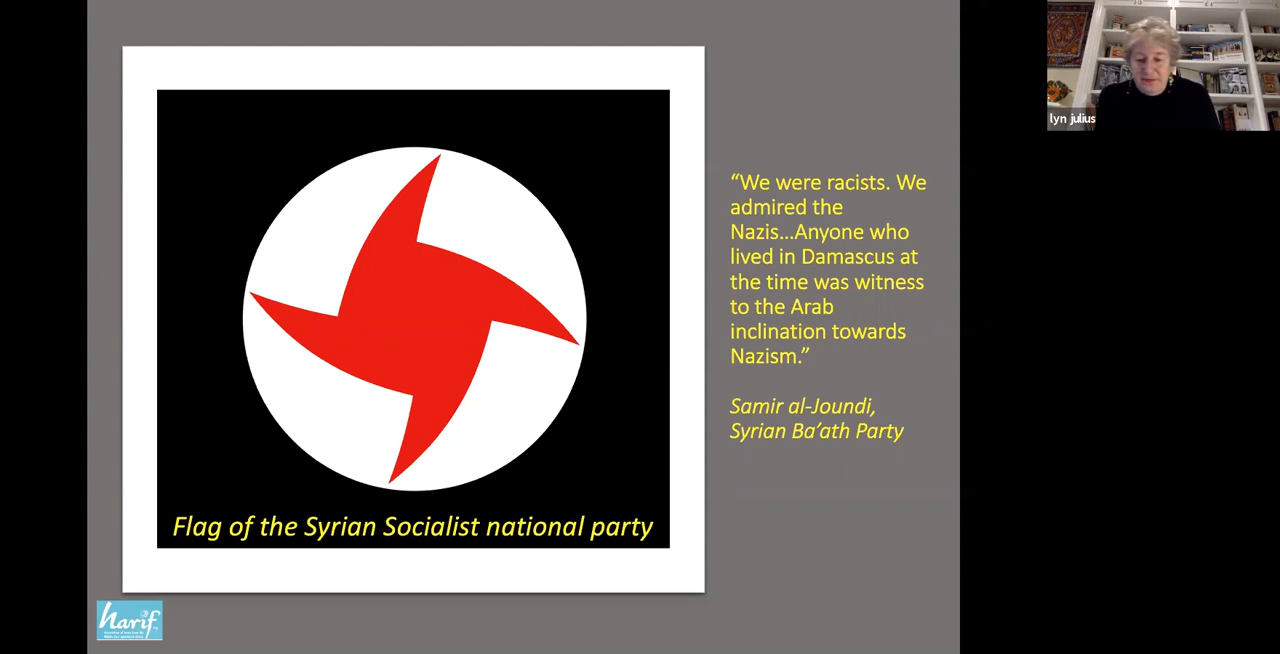 lyn julius
“We were racists. We
admired the
Nazis...Anyone who
lived in Damascus at
the time was witness
to the Arab
inclination towards
Nazism.”
Samir al-Joundi,
Syrian Ba’ath Party
Flag of the Syrian Socialist national party
harif